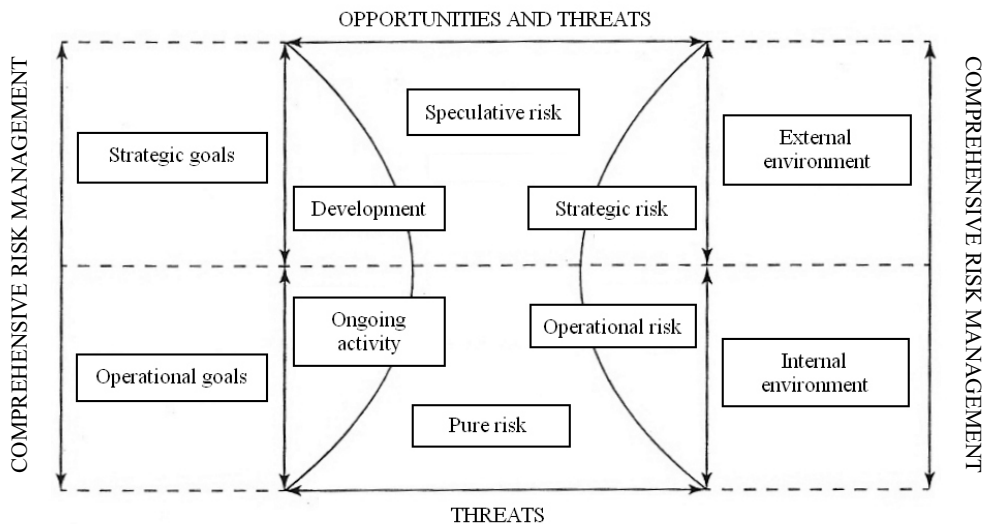 OPPORTUNITIES AND THREATS
COMPREHENSIVE RISK MANAGEMENT
Speculative risk
Strategic goals
External
environment
Development
Strategic risk
Ongoing
activity
Operational risk
Operational goals
Internal
environment
Pure risk
THREATS
COMPREHENSIVE RISK MANAGEMENT